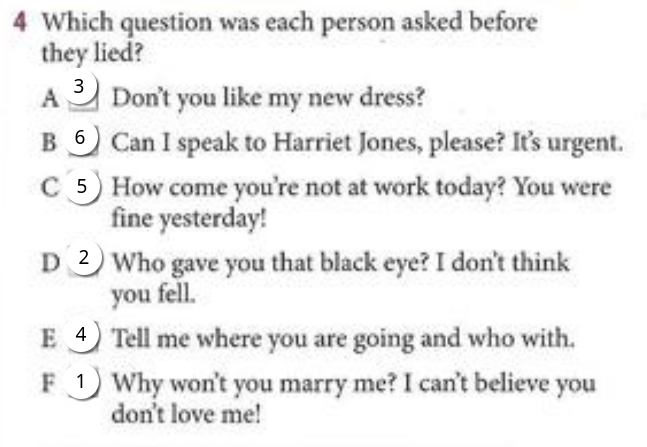 4 Which question was each person asked before
they lied?
A 3 Don't you like my new dress?
B 6 Can I speak to Harriet Jones, please? It's urgent.
C 5 How come you're not at work today? You were
fine yesterday!
D 2 Who gave you that black eye? I don't think
you fell.
E 4 Tell me where you are going and who with.
F 1 Why won't you marry me? I can't believe you
don't love me!